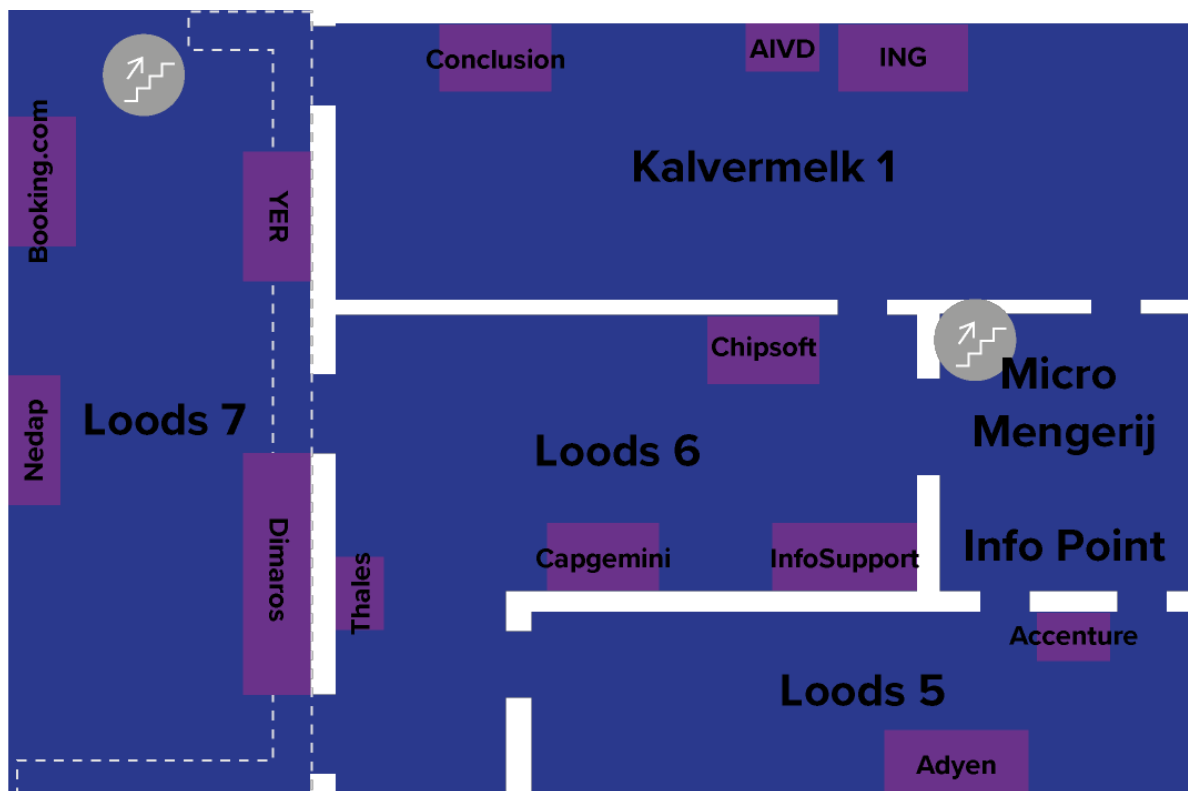 Conclusion
AIVD
ING
Booking.com
YER
Kalvermelk 1
Chipsoft
Micro
Mengerij
Nedap
Loods 7
Loods 6
Dimaros
Thales
Capgemini
InfoSupport
Info Point
Accenture
Loods 5
Adyen